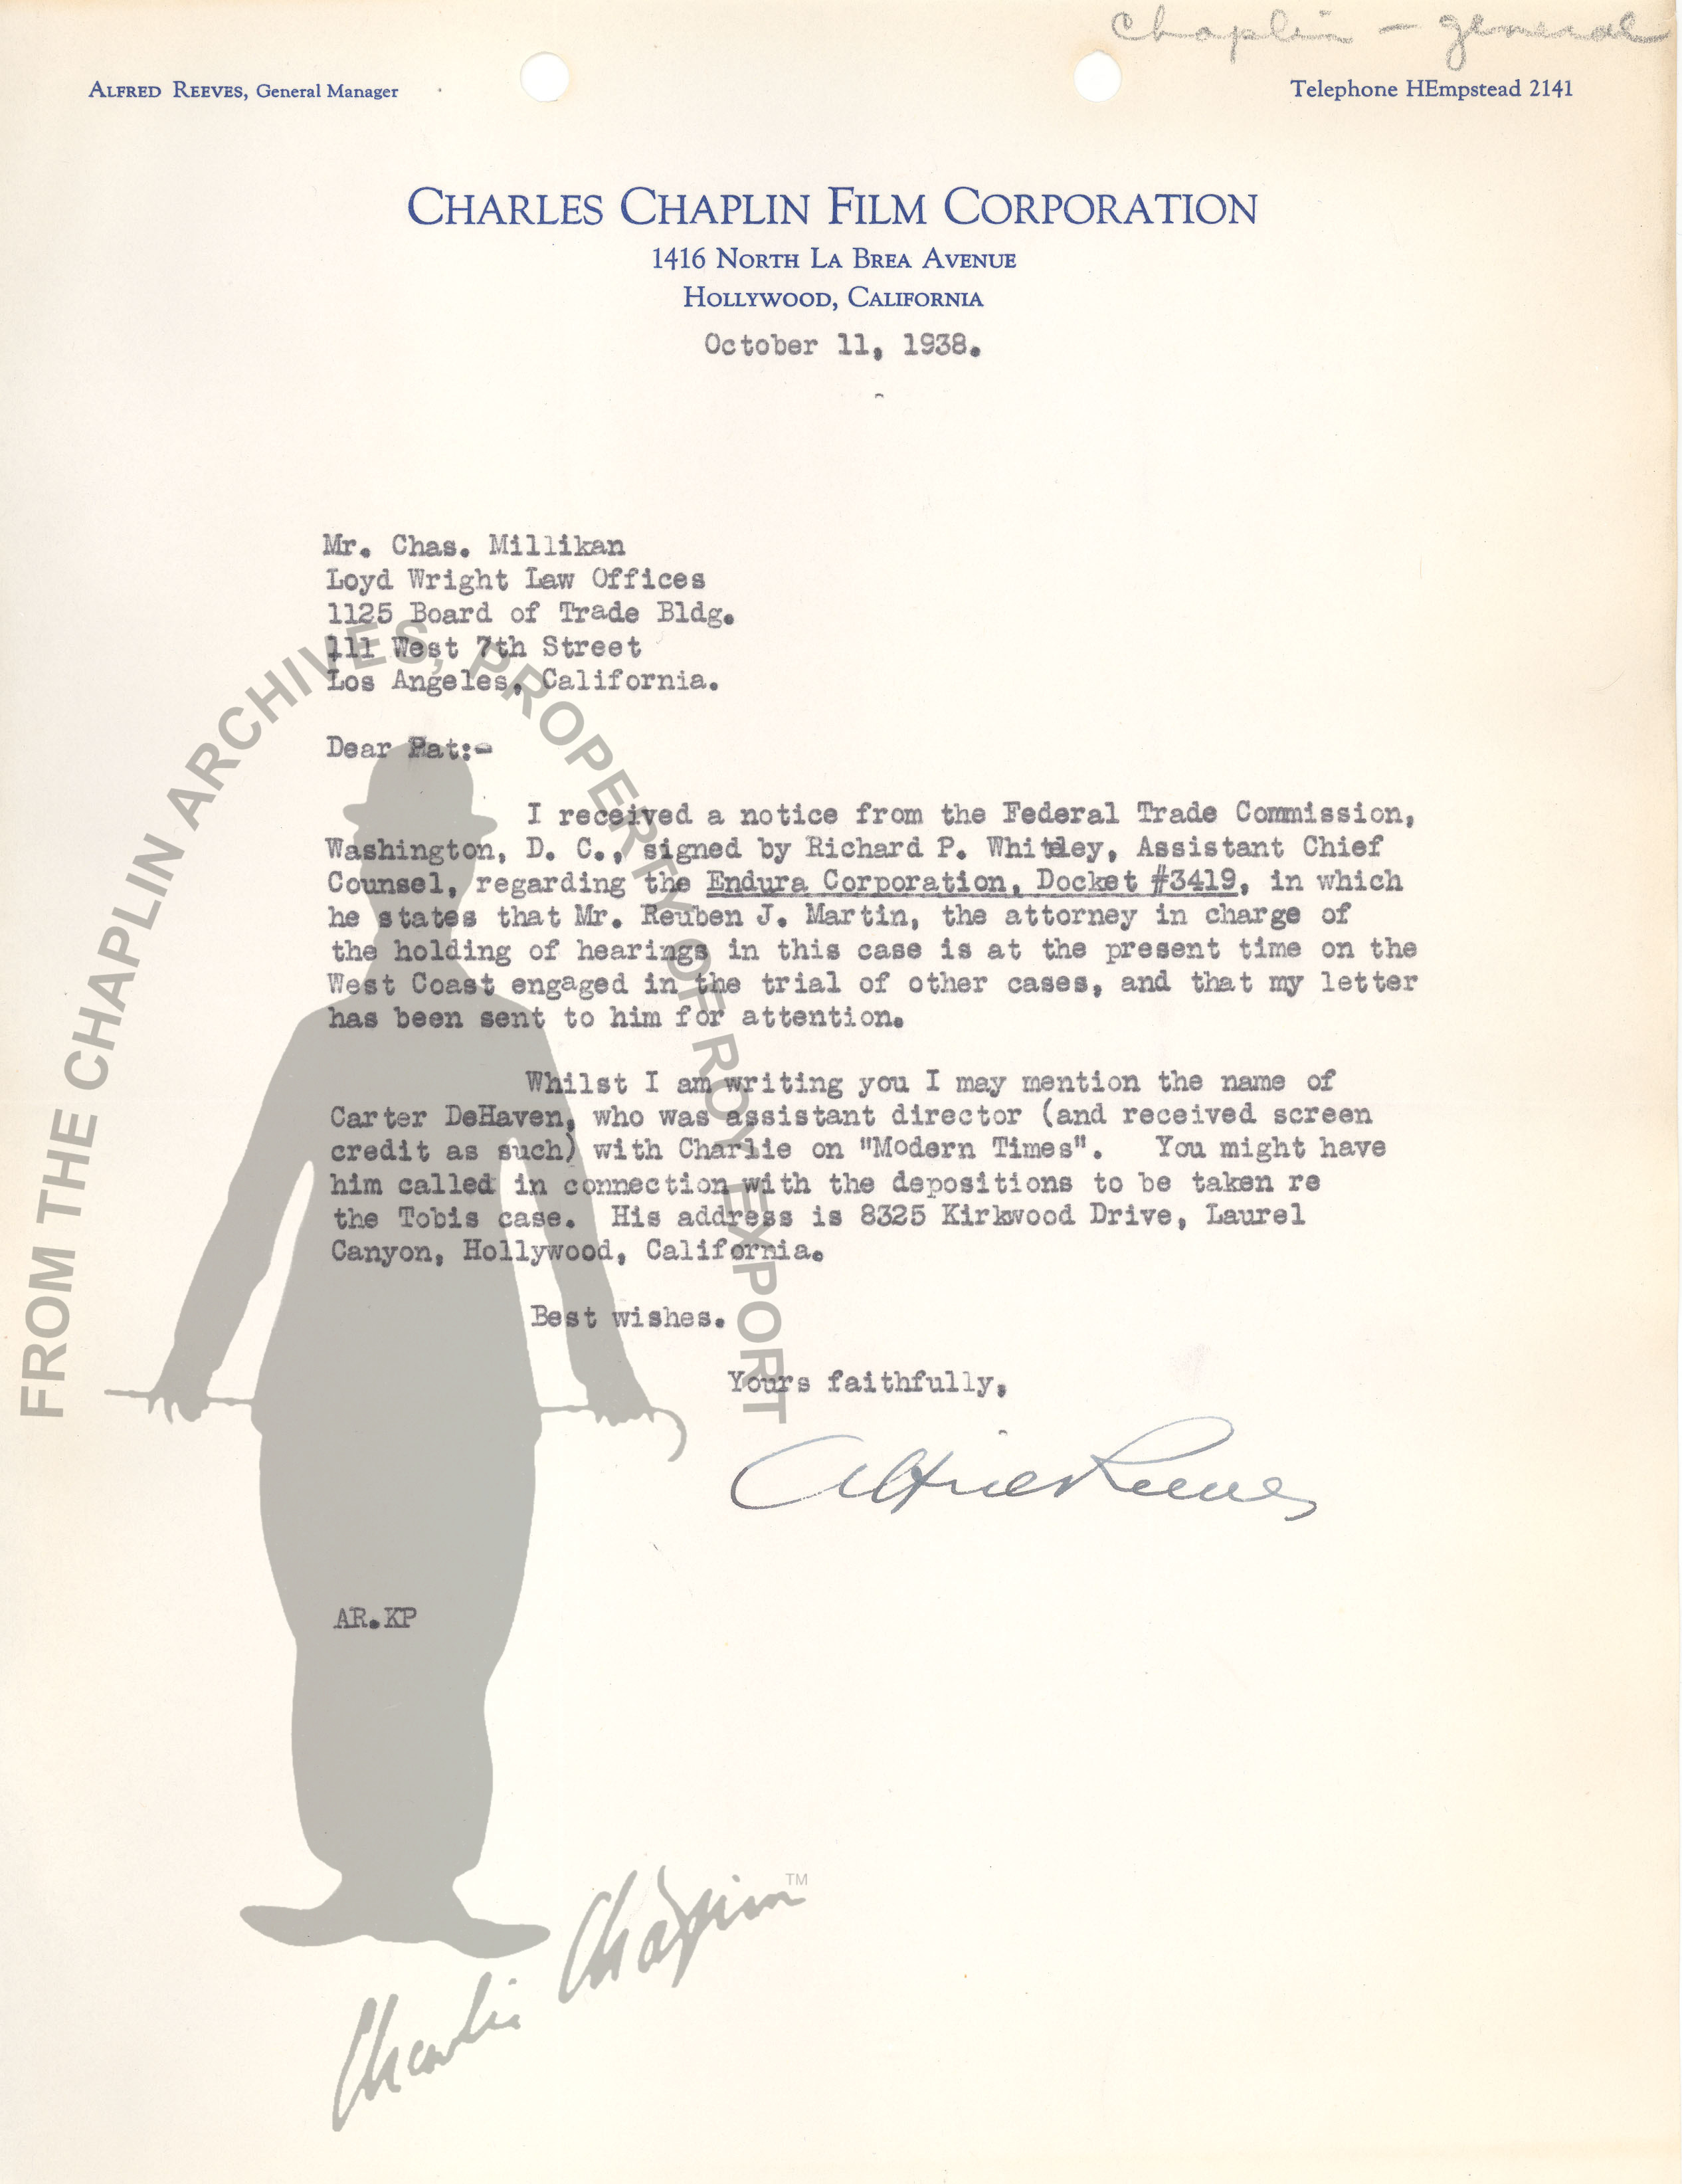 Chaplin - general
ALFRED REEVES, General Manager
Telephone HEmpstead 2141
CHARLES CHAPLIN FILM CORPORATION
1416 NORTH LA BREA AVENUE
HOLLYWOOD, CALIFORNIA
October 11, 1938.
Mr. Chas. Millikan
Loyd Wright Law Offices
1125 Board of Trade Bldg.
111 West 7th Street
Los Angeles, California.
Dear Pat:-
I received a notice from the Federal Trade Commission,
Washington, D. C., signed by Richard P. Whiteley, Assistant Chief
Counsel, regarding the Endura Corporation, Docket #3419, in which
he states that Mr. Reuben J. Martin, the attorney in charge of
the holding of hearings in this case is at the present time on the
West Coast engaged in the trial of other cases, and that my letter
has been sent to him for attention.
Whilst I am writing you I may mention the name of
Carter DeHaven, who was assistant director (and received screen
credit as such) with Charlie on "Modern Times". You might have
him called in connection with the depositions to be taken re
the Tobis case. His address is 8325 Kirkwood Drive, Laurel
Canyon, Hollywood, California.
Best wishes.
Yours faithfully,
Alfred Reeves
AR.KP
FROM THE CHAPLIN ARCHIVES, PROPERTY OF ROY EXPORT
Charlie Chaplin TM